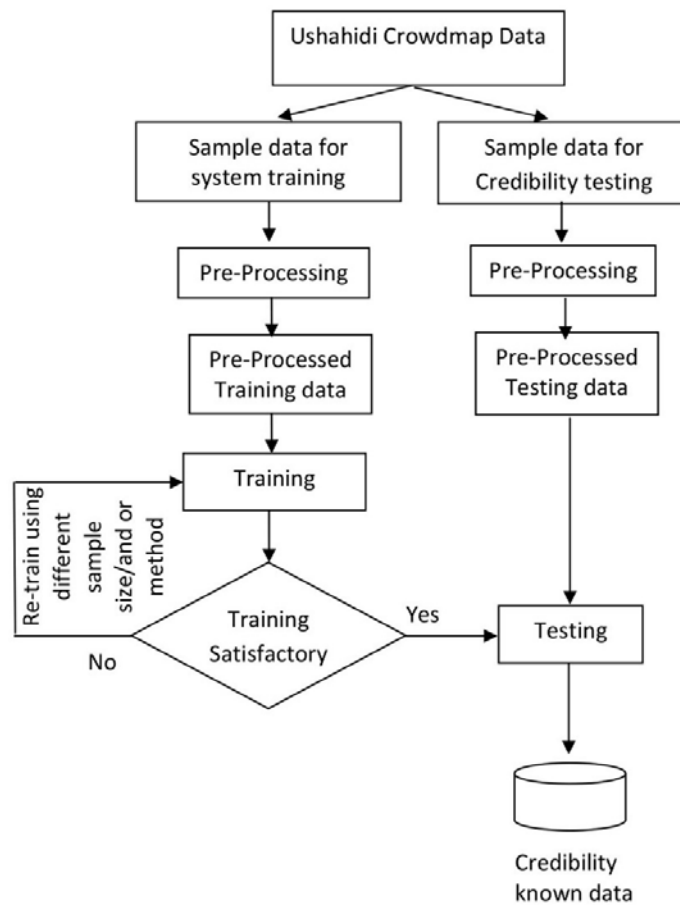 Ushahidi Crowdmap Data
Sample data for
system training
Sample data for
Credibility testing
Pre-Processing
Pre-Processing
Pre-Processed
Training data
Pre-Processed
Testing data
Training
Re-train using
different
sample
size/and or
method
Training
Satisfactory
Yes
No
Testing
Credibility
known data